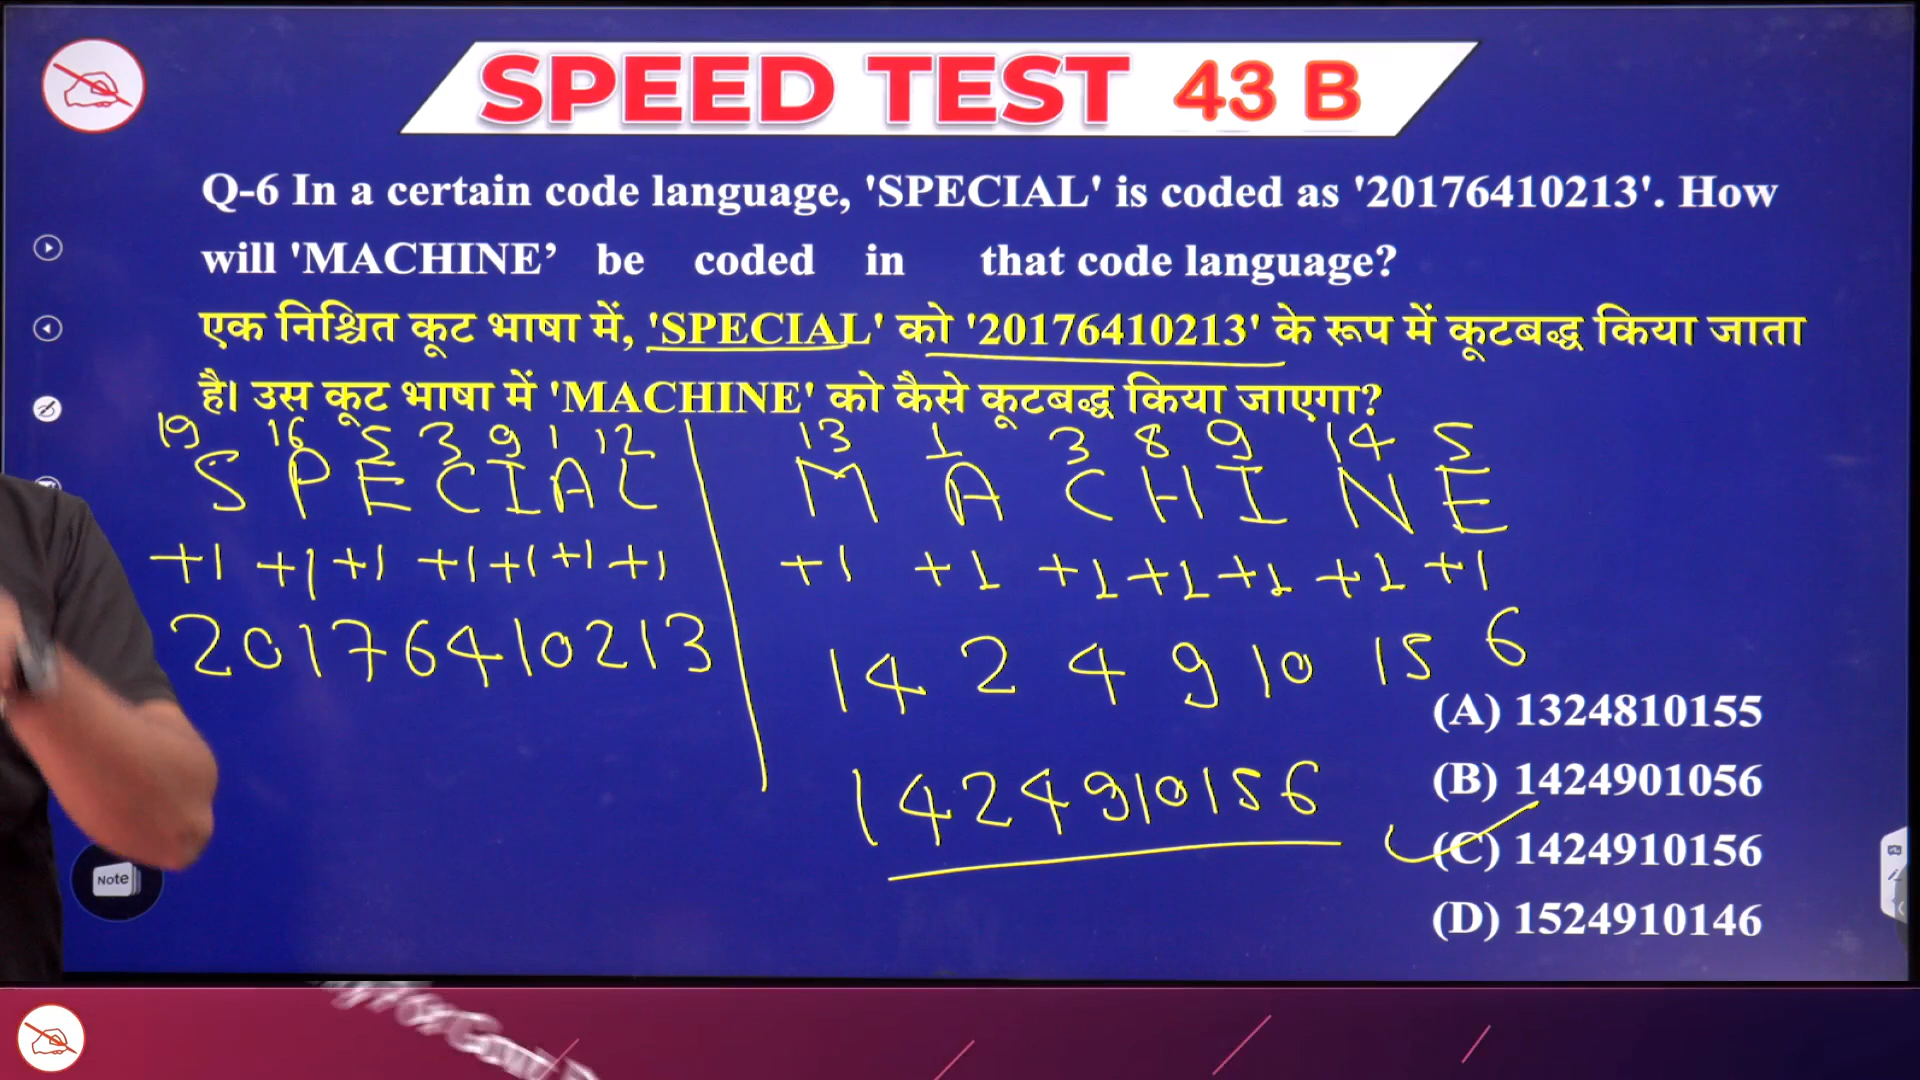 SPEED TEST 43 B
Q-6 In a certain code language, 'SPECIAL' is coded as '20176410213'. How
will 'MACHINE’ be coded in that code language?
एक निश्चित कूट भाषा में, 'SPECIAL' को '20176410213' के रूप में कूटबद्ध किया जाता
है। उस कूट भाषा में 'MACHINE' को कैसे कूटबद्ध किया जाएगा?
19 16 5 3 9 1 12
S P E C I A L
+1 +1 +1 +1 +1 +1 +1
20176410213
13 1 3 8 9 14 5
M A C H I N E
+1 +1 +1 +1 +1 +1 +1
14 2 4 9 10 15 6
1424910156
(A) 1324810155
(B) 1424901056
(C) 1424910156
(D) 1524910146
Note